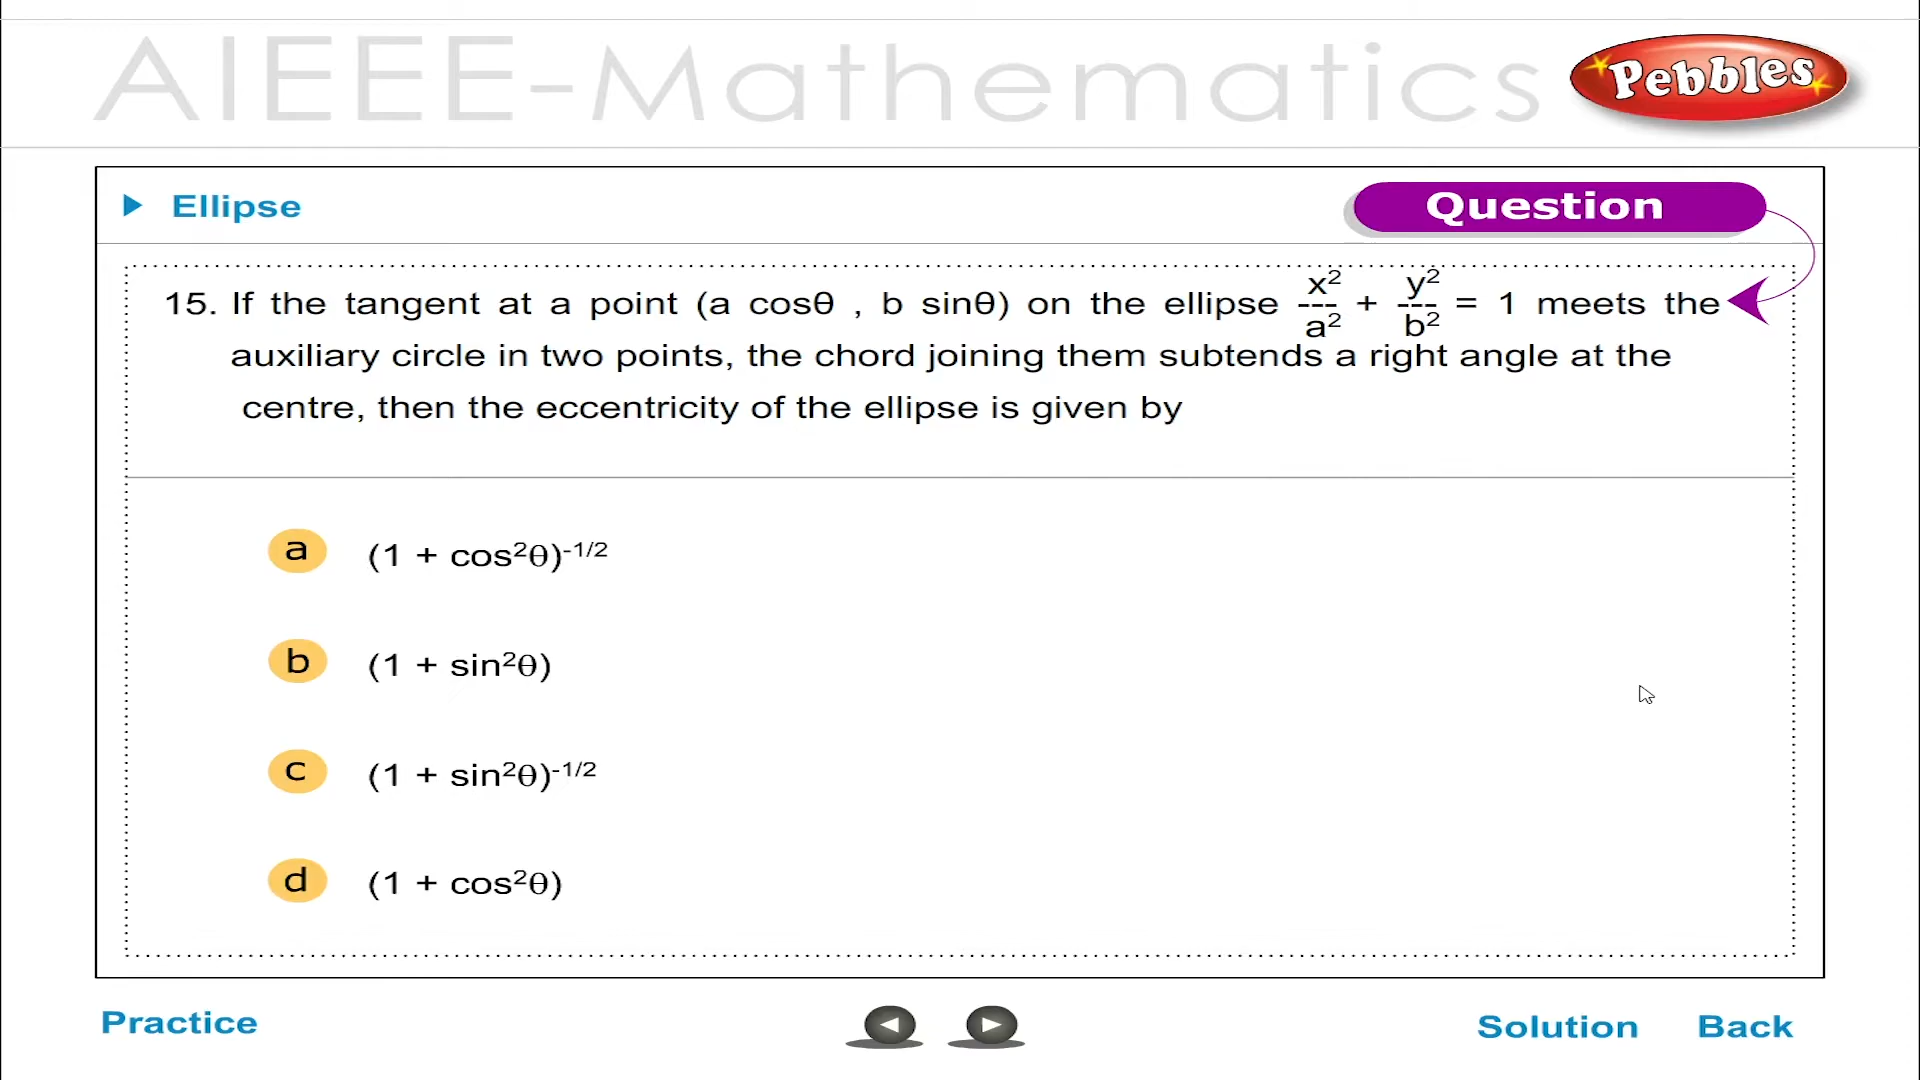 AIEEE-Mathematics
Pebbles
Ellipse
Question
15. If the tangent at a point (a cosθ , b sinθ) on the ellipse x²/a² + y²/b² = 1 meets the
auxiliary circle in two points, the chord joining them subtends a right angle at the
centre, then the eccentricity of the ellipse is given by
a (1 + cos²θ)⁻¹/²
b (1 + sin²θ)
c (1 + sin²θ)⁻¹/²
d (1 + cos²θ)
Practice
Solution
Back